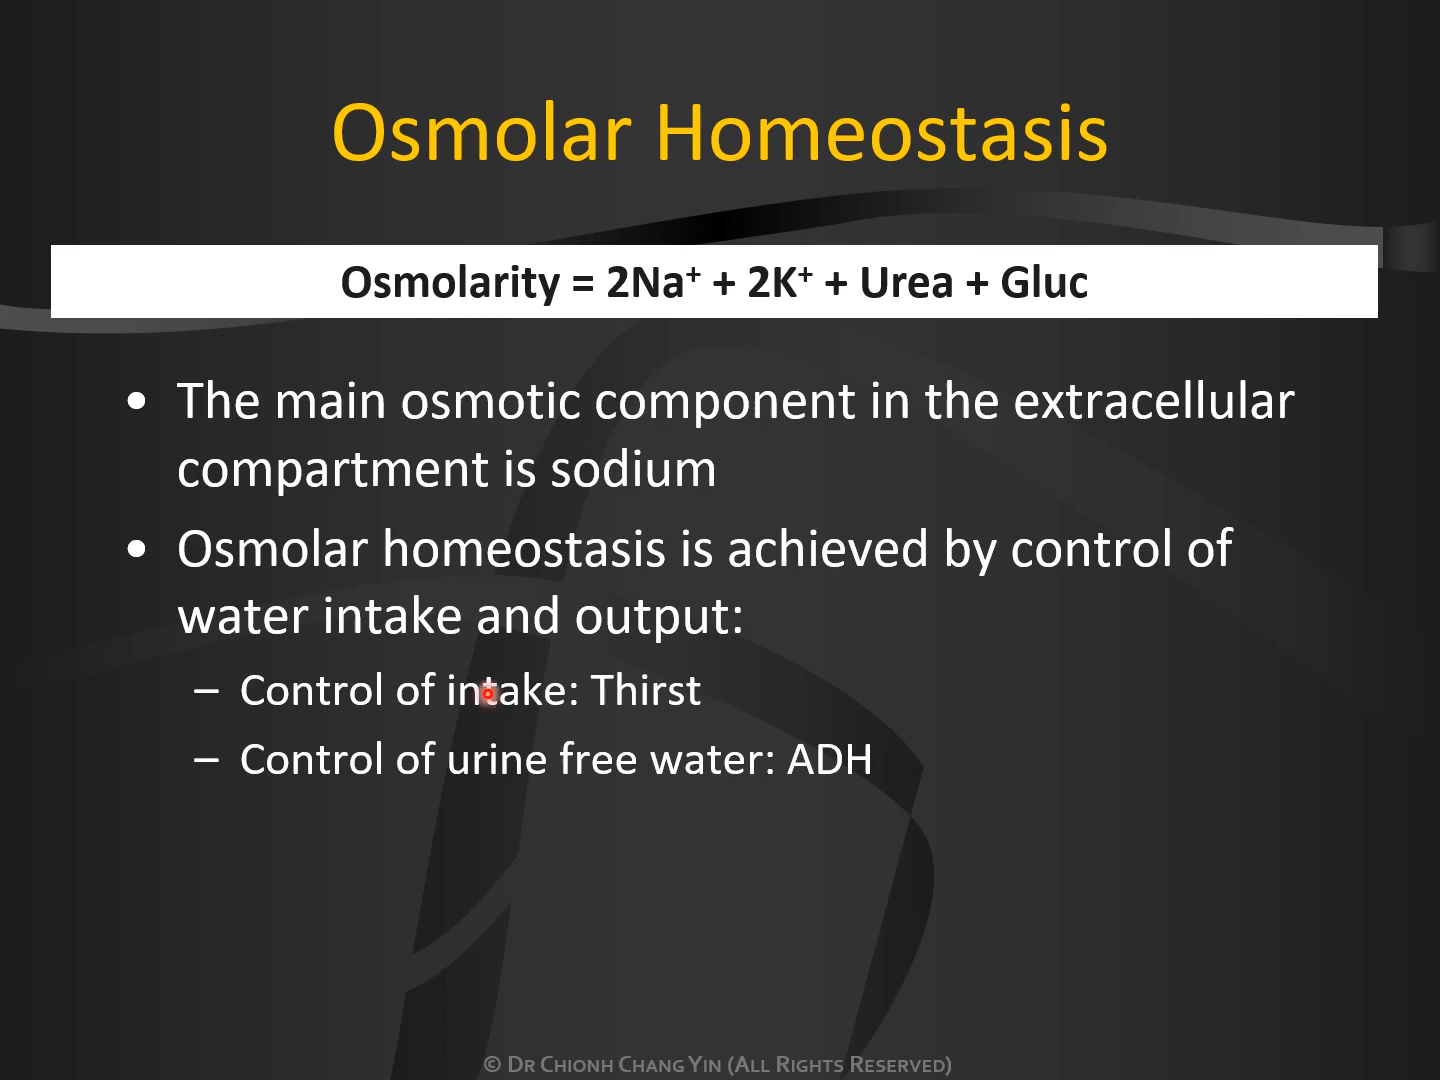 Osmolar Homeostasis
Osmolarity = 2Na⁺ + 2K⁺ + Urea + Gluc
• The main osmotic component in the extracellular
compartment is sodium
• Osmolar homeostasis is achieved by control of
water intake and output:
– Control of intake: Thirst
– Control of urine free water: ADH
© Dr Chionh Chang Yin (All Rights Reserved)